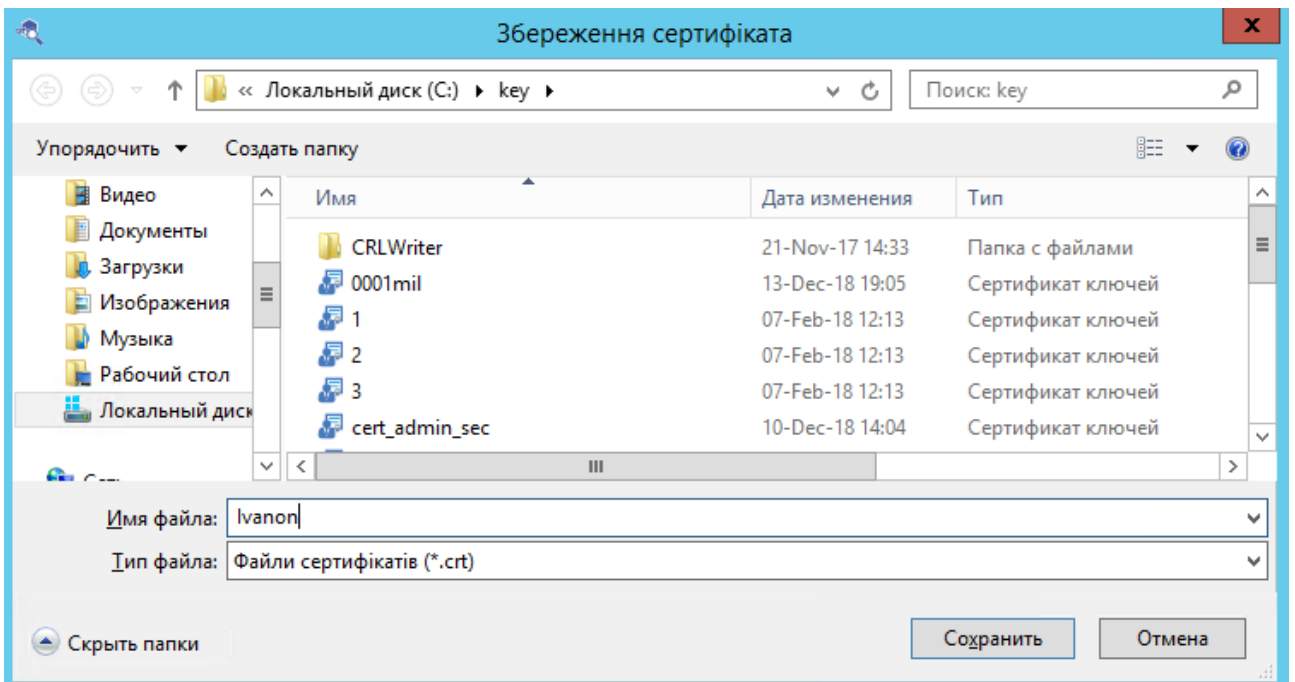 Збереження сертифіката
x
« Локальный диск (C:) key
Поиск: key
Упорядочить
Создать папку
Видео
Документы
Загрузки
Изображения
Музыка
Рабочий стол
Локальный диск
Имя Дата изменения Тип
CRLWriter 21-Nov-17 14:33 Папка с файлами
0001mil 13-Dec-18 19:05 Сертификат ключей
1 07-Feb-18 12:13 Сертификат ключей
2 07-Feb-18 12:13 Сертификат ключей
3 07-Feb-18 12:13 Сертификат ключей
cert_admin_sec 10-Dec-18 14:04 Сертификат ключей
Имя файла: Ivanon
Тип файла: Файли сертифікатів (*.crt)
Скрыть папки
Сохранить Отмена